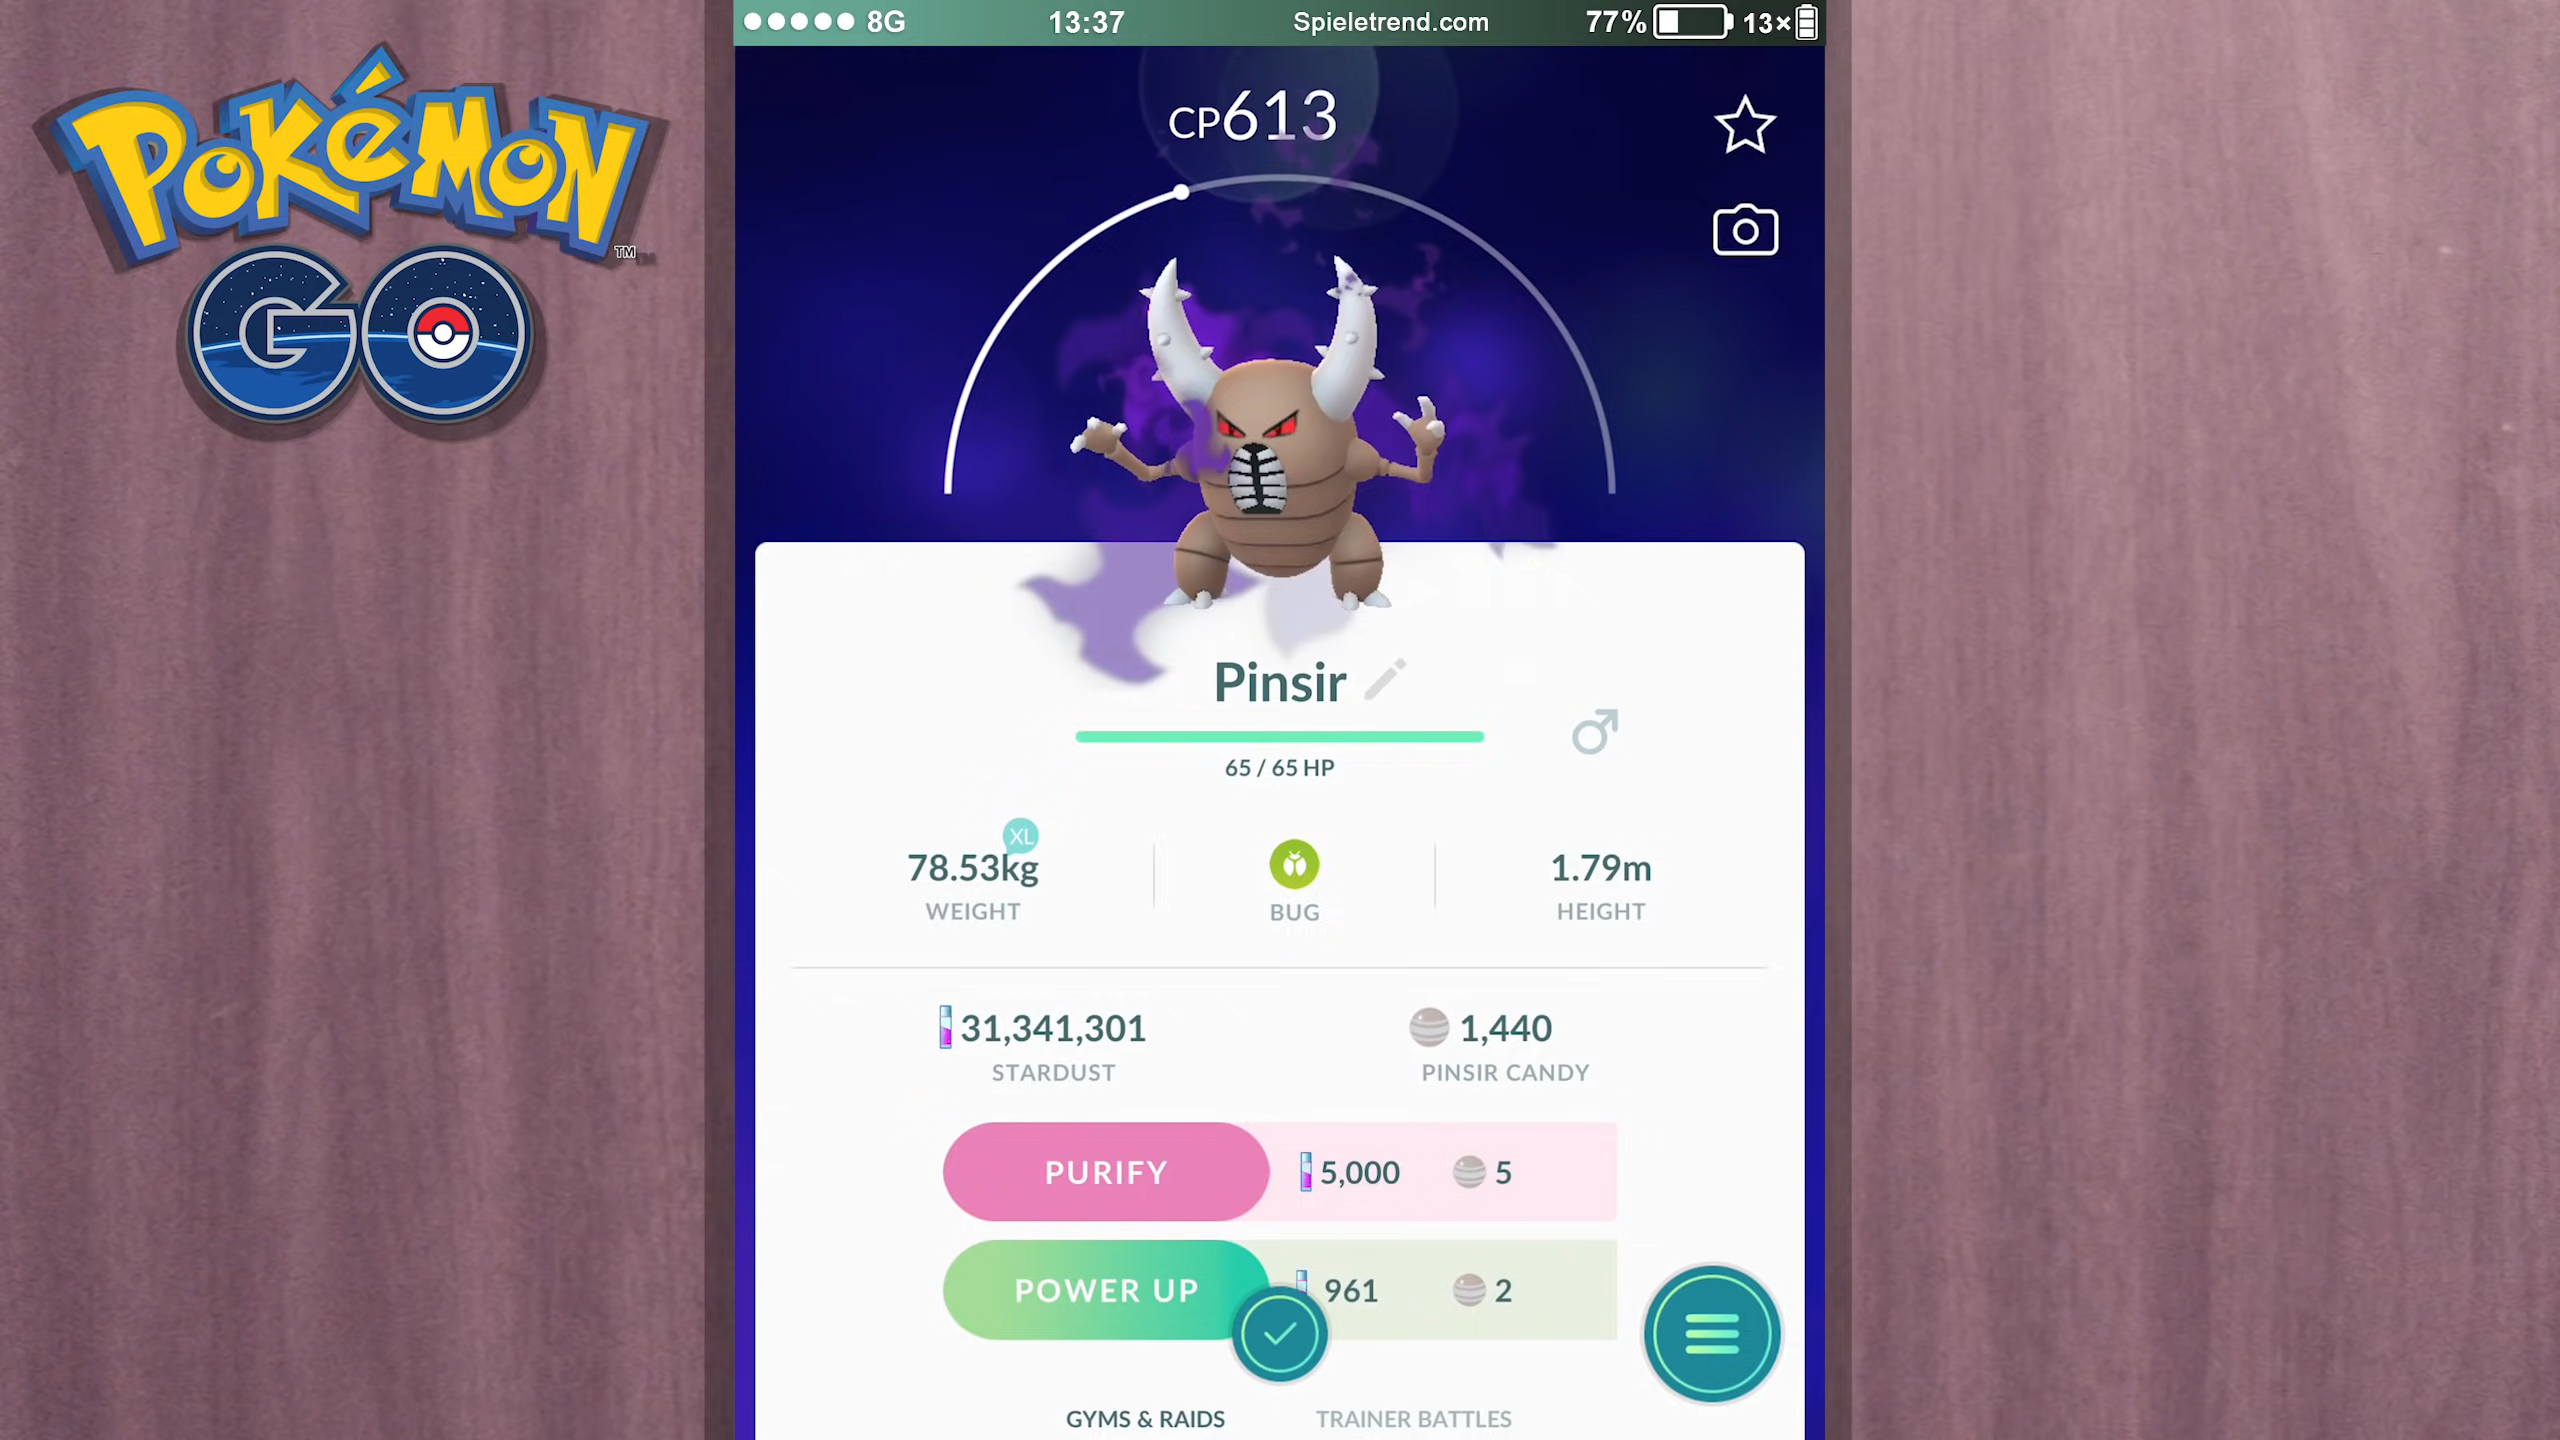 POKÉMON
GO
TM
8G 13:37 Spieletrend.com 77% 13×
CP613
Pinsir
65 / 65 HP
XL
78.53kg
WEIGHT
BUG
1.79m
HEIGHT
31,341,301
STARDUST
1,440
PINSIR CANDY
PURIFY 5,000 5
POWER UP 961 2
GYMS & RAIDS TRAINER BATTLES